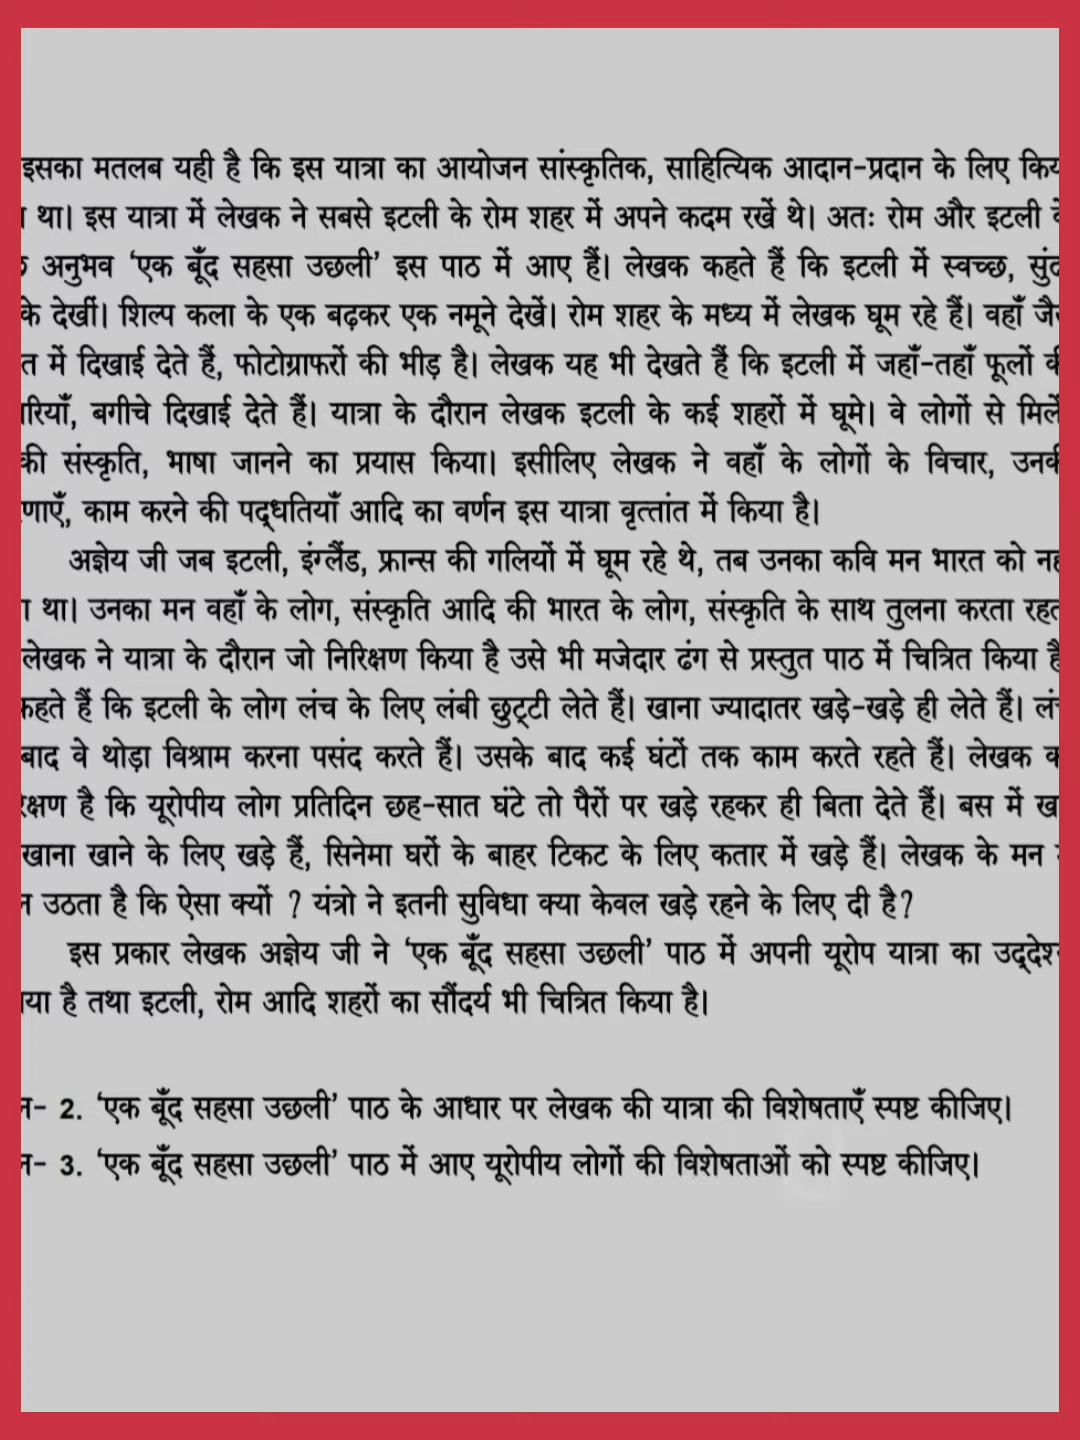 इसका मतलब यही है कि इस यात्रा का आयोजन सांस्कृतिक, साहित्यिक आदान-प्रदान के लिए किय
था। इस यात्रा में लेखक ने सबसे इटली के रोम शहर में अपने कदम रखें थे। अतः रोम और इटली के
अनुभव ‘एक बूँद सहसा उछली’ इस पाठ में आए हैं। लेखक कहते हैं कि इटली में स्वच्छ,
के देखीं। शिल्प कला के एक बढ़कर एक नमूने देखें। रोम शहर के मध्य में लेखक घूम रहे हैं। वहाँ
त में दिखाई देते हैं, फोटोग्राफरों की भीड़ है। लेखक यह भी देखते हैं कि इटली में जहाँ-तहाँ फूलों की
रियाँ, बगीचे दिखाई देते हैं। यात्रा के दौरान लेखक इटली के कई शहरों में घूमे। वे लोगों से मिलें
की संस्कृति, भाषा जानने का प्रयास किया। इसीलिए लेखक ने वहाँ के लोगों के विचार, उनकी
णाएँ, काम करने की पद्धतियाँ आदि का वर्णन इस यात्रा वृत्तांत में किया है।
अज्ञेय जी जब इटली, इंग्लैंड, फ्रान्स की गलियों में घूम रहे थे, तब उनका कवि मन भारत को
था। उनका मन वहाँ के लोग, संस्कृति आदि की भारत के लोग, संस्कृति के साथ तुलना करता रहत
लेखक ने यात्रा के दौरान जो निरिक्षण किया है उसे भी मजेदार ढंग से प्रस्तुत पाठ में चित्रित किया है
कहते हैं कि इटली के लोग लंच के लिए लंबी छुट्टी लेते हैं। खाना ज्यादातर खड़े-खड़े ही लेते हैं।
बाद वे थोड़ा विश्राम करना पसंद करते हैं। उसके बाद कई घंटों तक काम करते रहते हैं। लेखक
क्षण है कि यूरोपीय लोग प्रतिदिन छह-सात घंटे तो पैरों पर खड़े रहकर ही बिता देते हैं। बस में
खाना खाने के लिए खड़े हैं, सिनेमा घरों के बाहर टिकट के लिए कतार में खड़े हैं। लेखक के मन
उठता है कि ऐसा क्यों ? यंत्रो ने इतनी सुविधा क्या केवल खड़े रहने के लिए दी है?
इस प्रकार लेखक अज्ञेय जी ने ‘एक बूँद सहसा उछली’ पाठ में अपनी यूरोप यात्रा का
या है तथा इटली, रोम आदि शहरों का सौंदर्य भी चित्रित किया है।
न- 2. ‘एक बूँद सहसा उछली’ पाठ के आधार पर लेखक की यात्रा की विशेषताएँ स्पष्ट कीजिए।
न- 3. ‘एक बूँद सहसा उछली’ पाठ में आए यूरोपीय लोगों की विशेषताओं को स्पष्ट कीजिए।